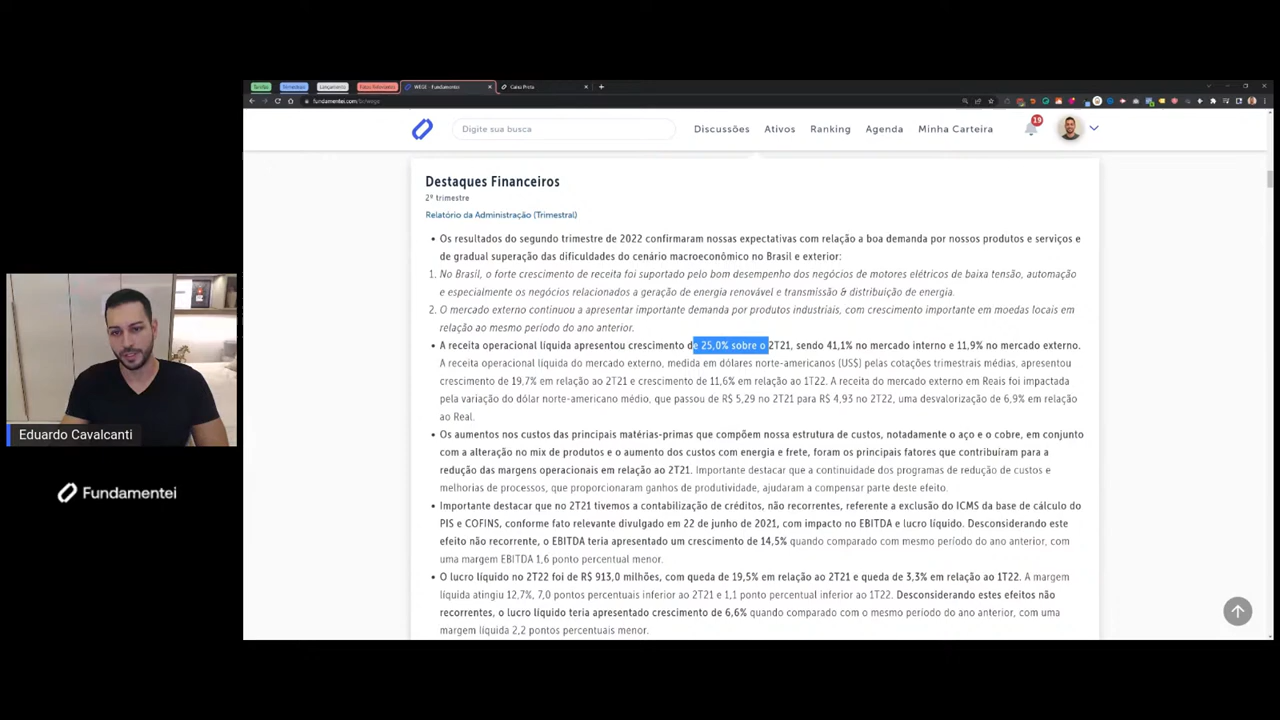 Tarefas
Lançamento
WEGE - Fundamentei
Caixa Preta
fundamentei.com/br/wege
Digite sua busca
Discussões
Ativos
Ranking
Agenda
Minha Carteira
19
Destaques Financeiros
2º trimestre
Relatório da Administração (Trimestral)
• Os resultados do segundo trimestre de 2022 confirmaram nossas expectativas com relação a boa demanda por nossos produtos e serviços e
de gradual superação das dificuldades do cenário macroeconômico no Brasil e exterior:
1. No Brasil, o forte crescimento de receita foi suportado pelo bom desempenho dos negócios de motores elétricos de baixa tensão, automação
e especialmente os negócios relacionados a geração de energia renovável e transmissão & distribuição de energia.
2. O mercado externo continuou a apresentar importante demanda por produtos industriais, com crescimento importante em moedas locais em
relação ao mesmo período do ano anterior.
• A receita operacional líquida apresentou crescimento de 25,0% sobre o 2T21, sendo 41,1% no mercado interno e 11,9% no mercado externo.
A receita operacional líquida do mercado externo, medida em dólares norte-americanos (US$) pelas cotações trimestrais médias, apresentou
crescimento de 19,7% em relação ao 2T21 e crescimento de 11,6% em relação ao 1T22. A receita do mercado externo em Reais foi impactada
pela variação do dólar norte-americano médio, que passou de R$ 5,29 no 2T21 para R$ 4,93 no 2T22, uma desvalorização de 6,9% em relação
ao Real.
• Os aumentos nos custos das principais matérias-primas que compõem nossa estrutura de custos, notadamente o aço e o cobre, em conjunto
com a alteração no mix de produtos e o aumento dos custos com energia e frete, foram os principais fatores que contribuíram para a
redução das margens operacionais em relação ao 2T21. Importante destacar que a continuidade dos programas de redução de custos e
melhorias de processos, que proporcionaram ganhos de produtividade, ajudaram a compensar parte deste efeito.
• Importante destacar que no 2T21 tivemos a contabilização de créditos, não recorrentes, referente a exclusão do ICMS da base de cálculo do
PIS e COFINS, conforme fato relevante divulgado em 22 de junho de 2021, com impacto no EBITDA e lucro líquido. Desconsiderando este
efeito não recorrente, o EBITDA teria apresentado um crescimento de 14,5% quando comparado com mesmo período do ano anterior, com
uma margem EBITDA 1,6 ponto percentual menor.
• O lucro líquido no 2T22 foi de R$ 913,0 milhões, com queda de 19,5% em relação ao 2T21 e queda de 3,3% em relação ao 1T22. A margem
líquida atingiu 12,7%, 7,0 pontos percentuais inferior ao 2T21 e 1,1 ponto percentual inferior ao 1T22. Desconsiderando estes efeitos não
recorrentes, o lucro líquido teria apresentado crescimento de 6,6% quando comparado com o mesmo período do ano anterior, com uma
margem líquida 2,2 pontos percentuais menor.
Eduardo Cavalcanti
Fundamentei